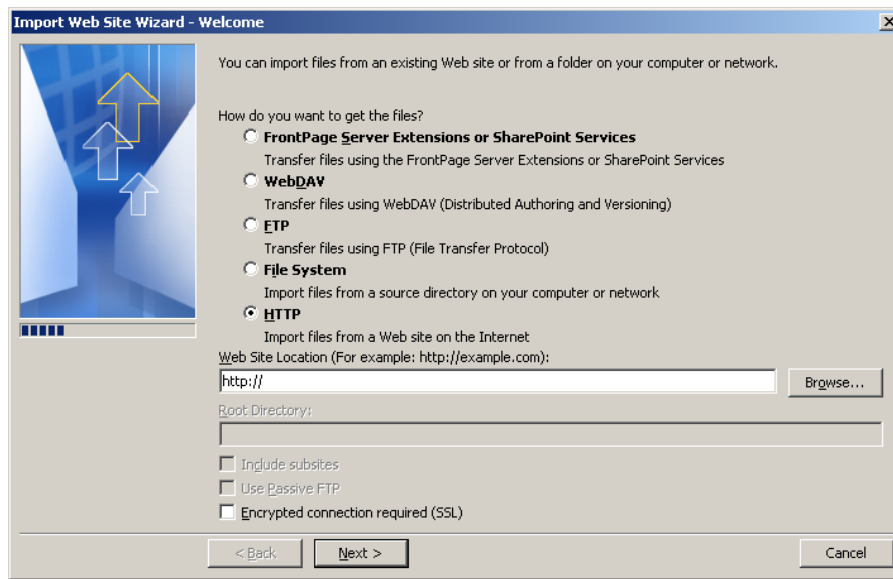 Import Web Site Wizard - Welcome
You can import files from an existing Web site or from a folder on your computer or network.
How do you want to get the files?
FrontPage Server Extensions or SharePoint Services
Transfer files using the FrontPage Server Extensions or SharePoint Services
WebDAV
Transfer files using WebDAV (Distributed Authoring and Versioning)
FTP
Transfer files using FTP (File Transfer Protocol)
File System
Import files from a source directory on your computer or network
HTTP
Import files from a Web site on the Internet
Web Site Location (For example: http://example.com):
http://
Browse...
Root Directory:
Include subsites
Use Passive FTP
Encrypted connection required (SSL)
< Back Next > Cancel